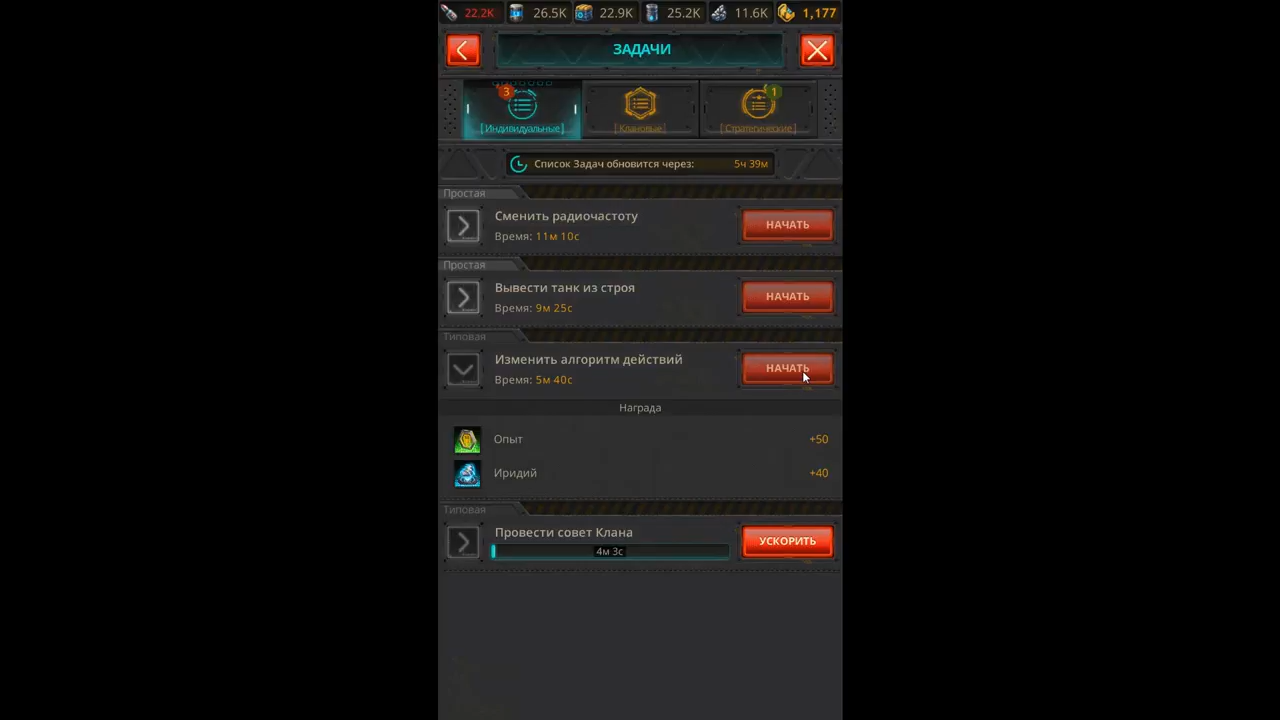 22.2K 26.5K 22.9K 25.2K 11.6K 1,177
ЗАДАЧИ
3 1
[Индивидуальные] [Клановые] [Стратегические]
Список Задач обновится через: 5ч 39м
Простая
Сменить радиочастоту
Время: 11м 10с
НАЧАТЬ
Простая
Вывести танк из строя
Время: 9м 25с
НАЧАТЬ
Типовая
Изменить алгоритм действий
Время: 5м 40с
НАЧАТЬ
Награда
Опыт +50
Иридий +40
Типовая
Провести совет Клана
4м 3с
УСКОРИТЬ